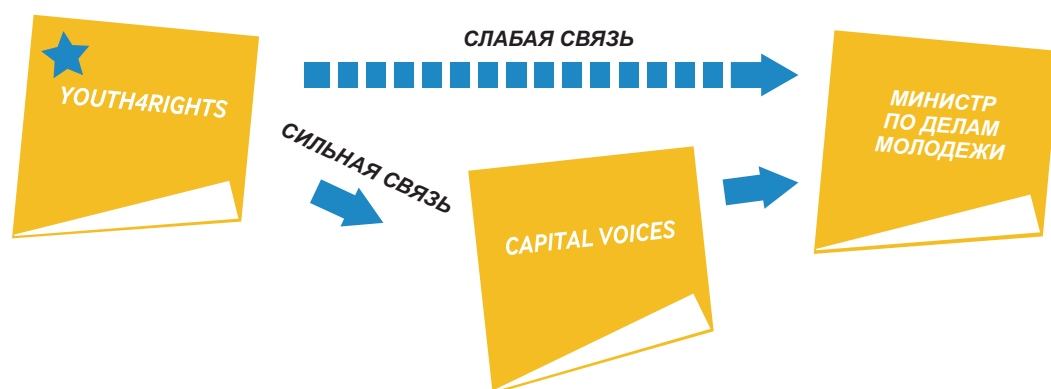 СЛАБАЯ СВЯЗЬ
YOUTH4RIGHTS
МИНИСТР
ПО ДЕЛАМ
МОЛОДЕЖИ
СИЛЬНАЯ СВЯЗЬ
CAPITAL VOICES